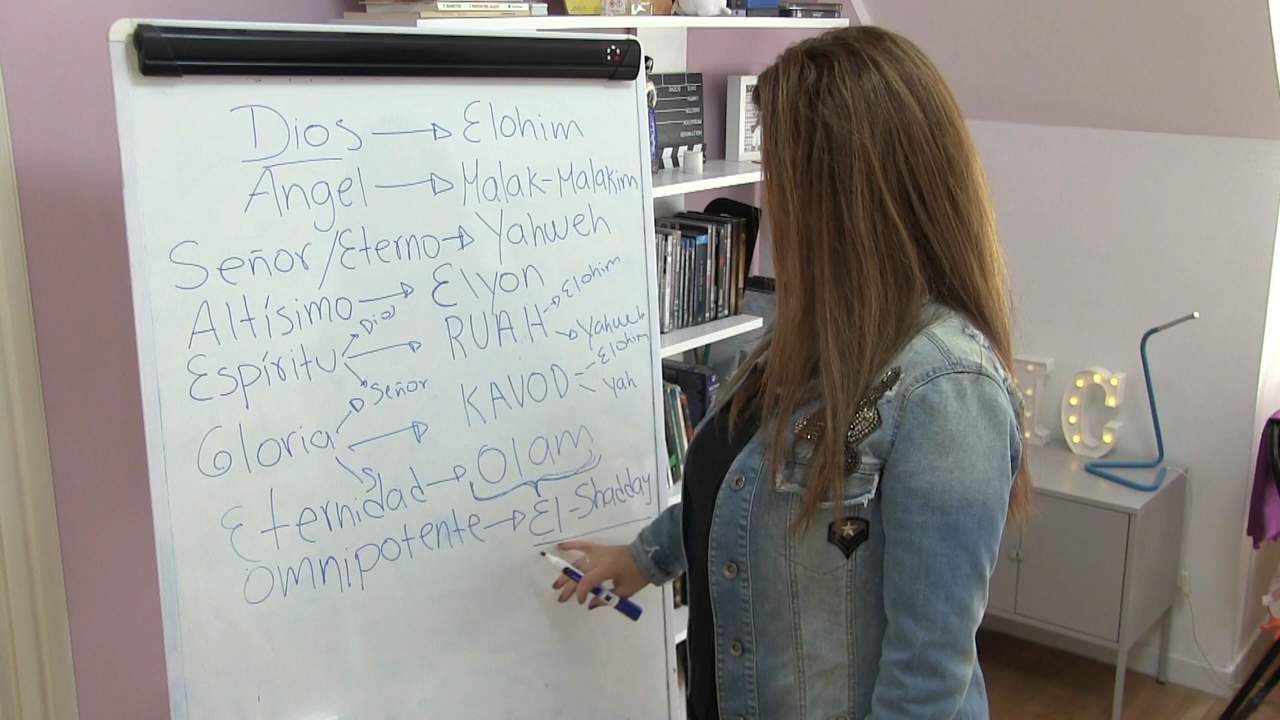 Dios → Elohim
Angel → Malak-Malakim
Señor/Eterno → Yahweh
Altísimo → Elyon
Espíritu → RUAH → Elohim
Dios
→ Yahweh
Señor
Gloria → KAVOD = Elohim
Yah
Eternidad → Olam
Omnipotente → El-Shadday
C